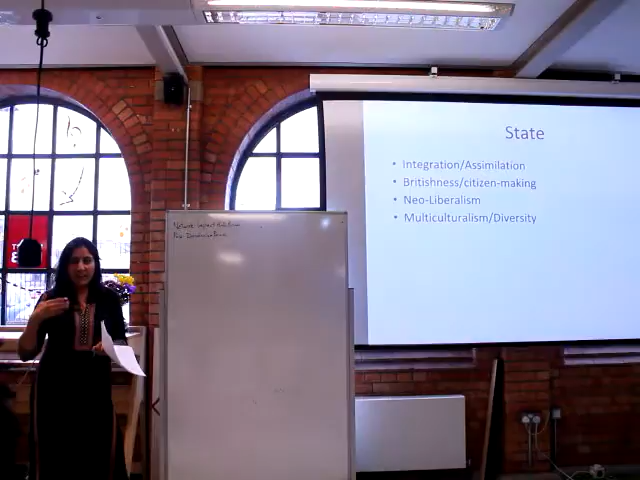 State
• Integration/Assimilation
• Britishness/citizen-making
• Neo-Liberalism
• Multiculturalism/Diversity